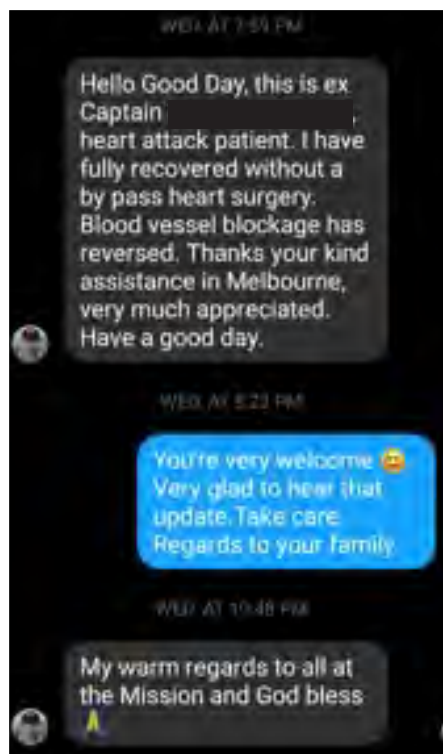 WED AT 7:59 PM
Hello Good Day, this is ex
Captain ,
heart attack patient. I have
fully recovered without a
by pass heart surgery.
Blood vessel blockage has
reversed. Thanks your kind
assistance in Melbourne,
very much appreciated.
Have a good day.
WED AT 8:22 PM
You're very welcome 😊
Very glad to hear that
update.Take care
Regards to your family
WED AT 10:48 PM
My warm regards to all at
the Mission and God bless
🙏